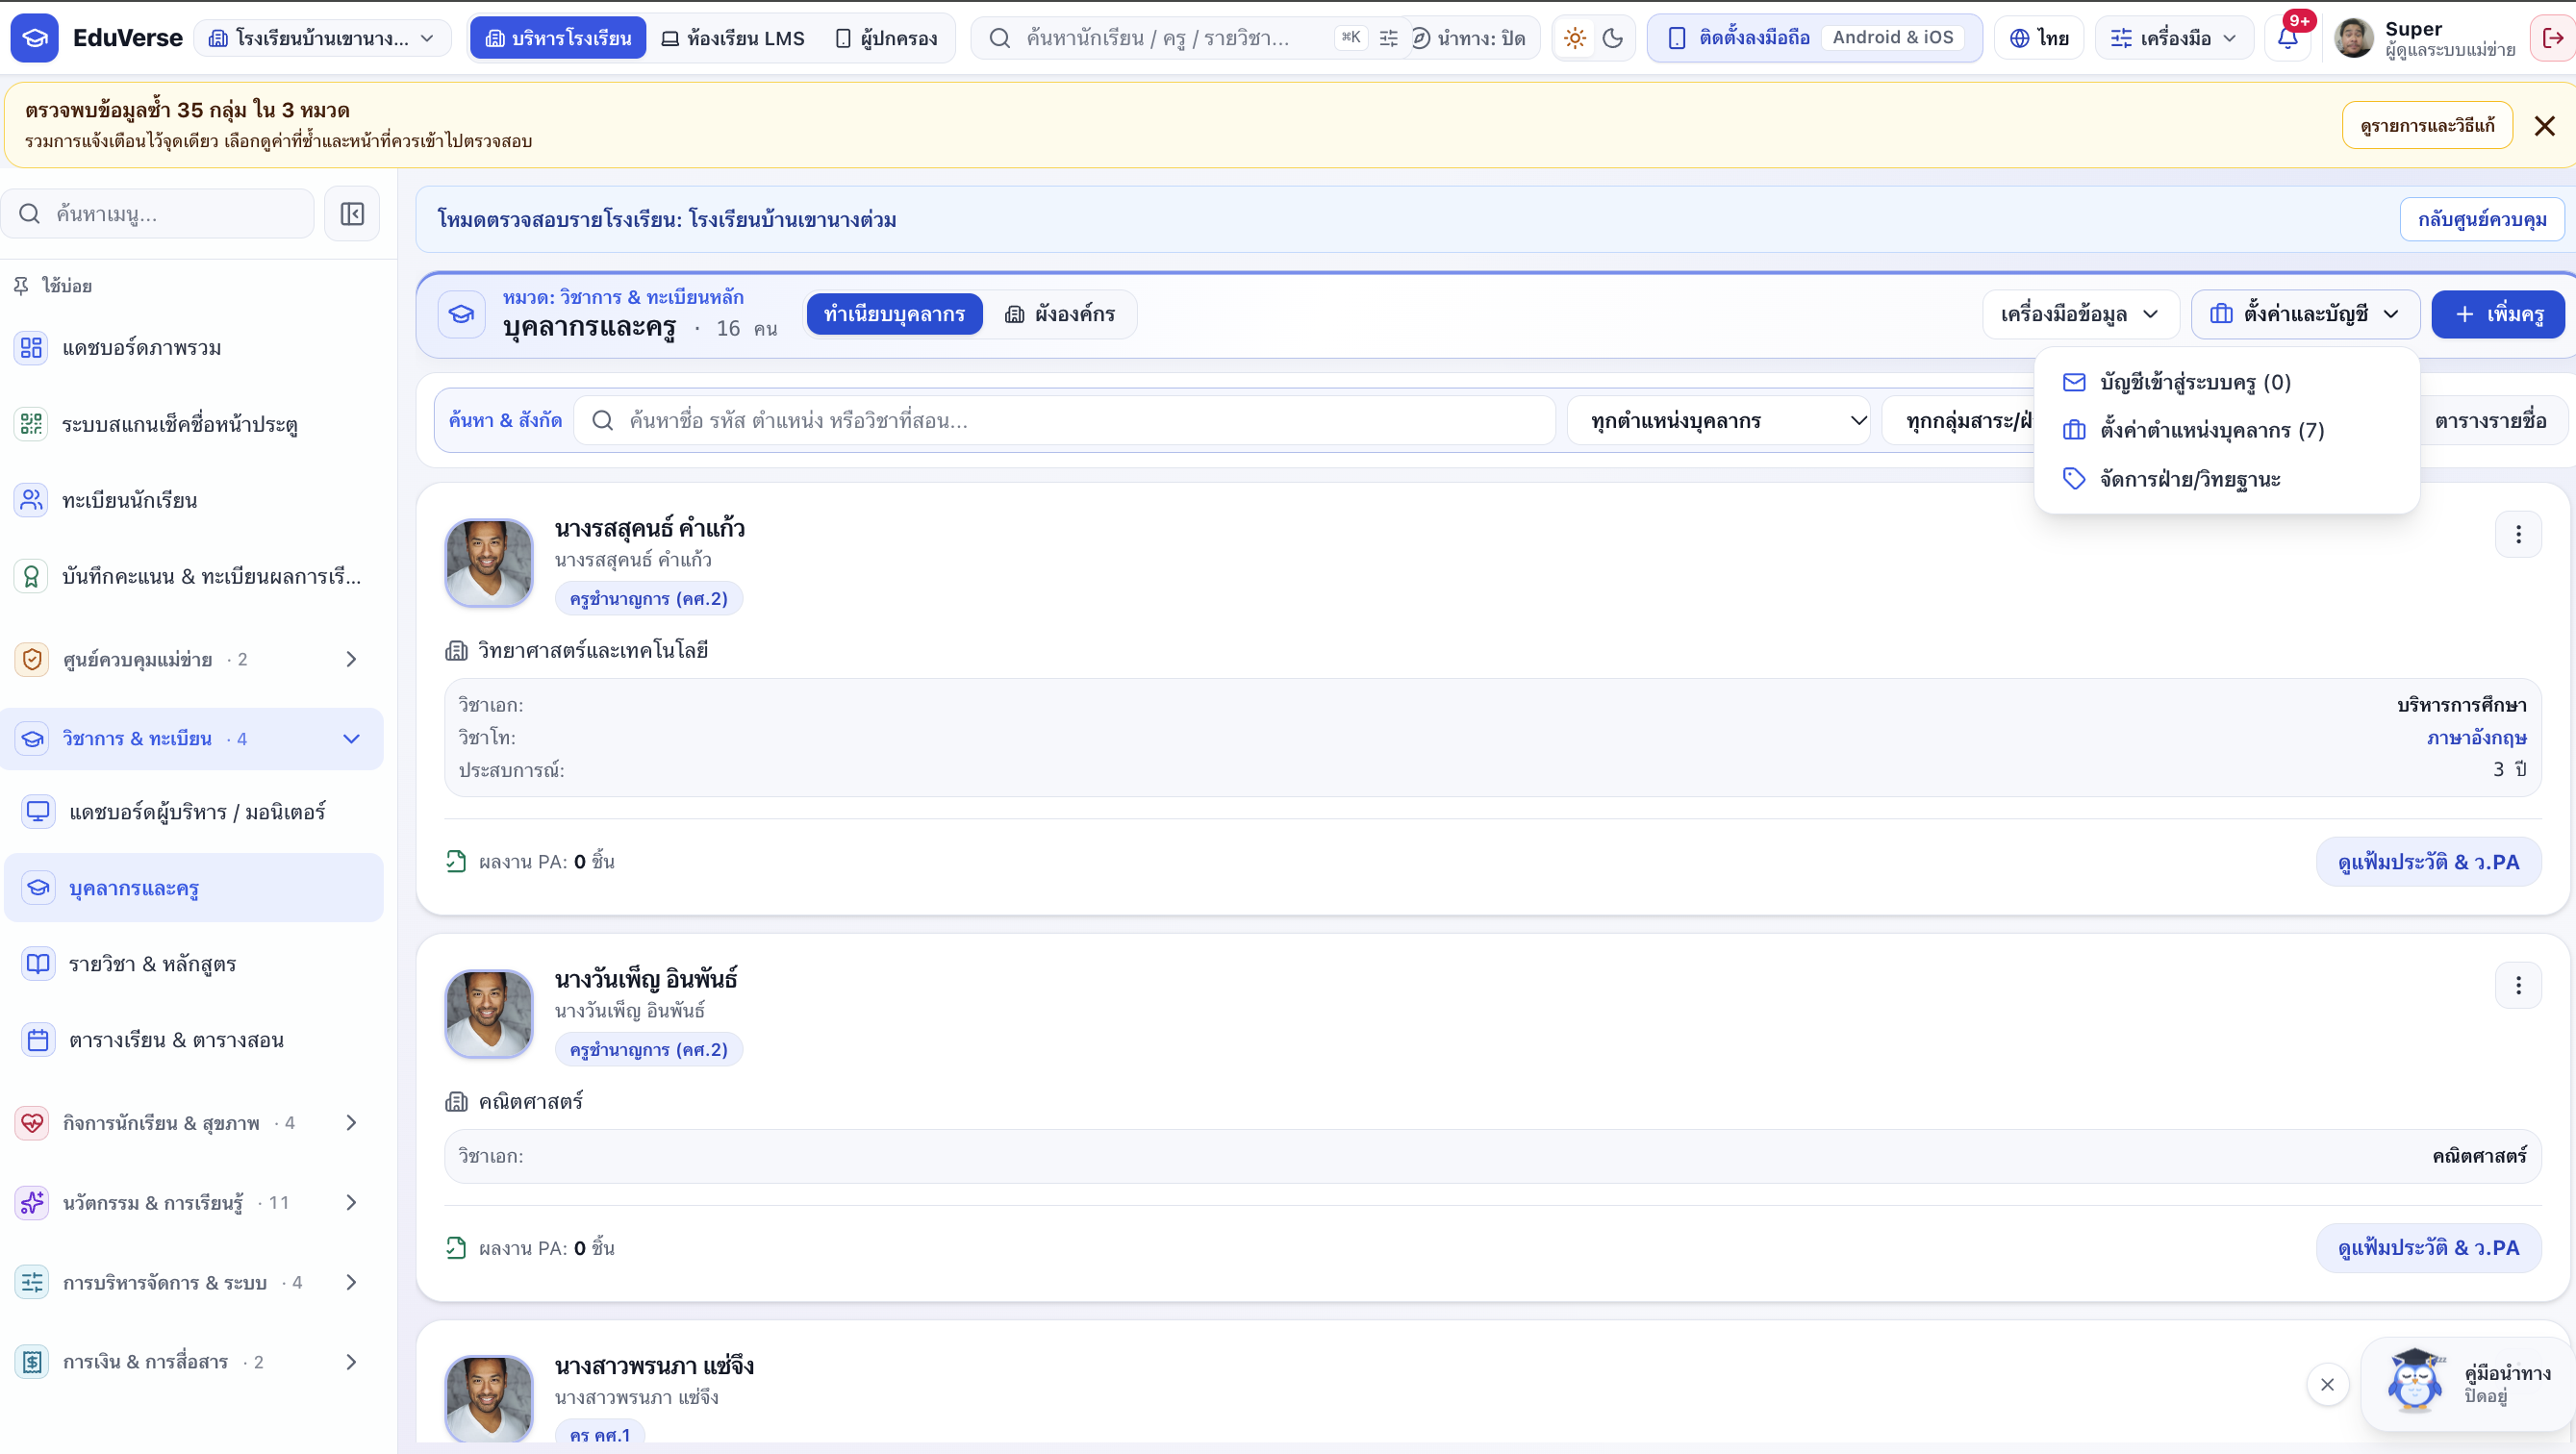 EduVerse
โรงเรียนบ้านเขานาง...
บริหารโรงเรียน
ห้องเรียน LMS
ผู้ปกครอง
ค้นหานักเรียน / ครู / รายวิชา...
⌘K
นำทาง: ปิด
ติดตั้งลงมือถือ
Android & iOS
ไทย
เครื่องมือ
9+
Super
ผู้ดูแลระบบแม่ข่าย
ตรวจพบข้อมูลซ้ำ 35 กลุ่ม ใน 3 หมวด
รวมการแจ้งเตือนไว้จุดเดียว เลือกดูค่าที่ซ้ำและหน้าที่ควรเข้าไปตรวจสอบ
ดูรายการและวิธีแก้
ค้นหาเมนู...
ใช้บ่อย
แดชบอร์ดภาพรวม
ระบบสแกนเช็คชื่อหน้าประตู
ทะเบียนนักเรียน
บันทึกคะแนน & ทะเบียนผลการเรี...
ศูนย์ควบคุมแม่ข่าย · 2
วิชาการ & ทะเบียน · 4
แดชบอร์ดผู้บริหาร / มอนิเตอร์
บุคลากรและครู
รายวิชา & หลักสูตร
ตารางเรียน & ตารางสอน
กิจการนักเรียน & สุขภาพ · 4
นวัตกรรม & การเรียนรู้ · 11
การบริหารจัดการ & ระบบ · 4
การเงิน & การสื่อสาร · 2
โหมดตรวจสอบรายโรงเรียน: โรงเรียนบ้านเขานางต่วม
กลับศูนย์ควบคุม
หมวด: วิชาการ & ทะเบียนหลัก
บุคลากรและครู · 16 คน
ทำเนียบบุคลากร
ผังองค์กร
เครื่องมือข้อมูล
ตั้งค่าและบัญชี
เพิ่มครู
บัญชีเข้าสู่ระบบครู (0)
ตั้งค่าตำแหน่งบุคลากร (7)
จัดการฝ่าย/วิทยฐานะ
ค้นหา & สังกัด
ค้นหาชื่อ รหัส ตำแหน่ง หรือวิชาที่สอน...
ทุกตำแหน่งบุคลากร
ทุกกลุ่มสาระ/ฝ่
ตารางรายชื่อ
นางรสสุคนธ์ คำแก้ว
นางรสสุคนธ์ คำแก้ว
ครูชำนาญการ (คศ.2)
วิทยาศาสตร์และเทคโนโลยี
วิชาเอก: บริหารการศึกษา
วิชาโท: ภาษาอังกฤษ
ประสบการณ์: 3 ปี
ผลงาน PA: 0 ชิ้น
ดูแฟ้มประวัติ & ว.PA
นางวันเพ็ญ อินพันธ์
นางวันเพ็ญ อินพันธ์
ครูชำนาญการ (คศ.2)
คณิตศาสตร์
วิชาเอก: คณิตศาสตร์
ผลงาน PA: 0 ชิ้น
ดูแฟ้มประวัติ & ว.PA
นางสาวพรนภา แซ่จึง
นางสาวพรนภา แซ่จึง
คร คศ.1
คู่มือนำทาง
ปิดอยู่